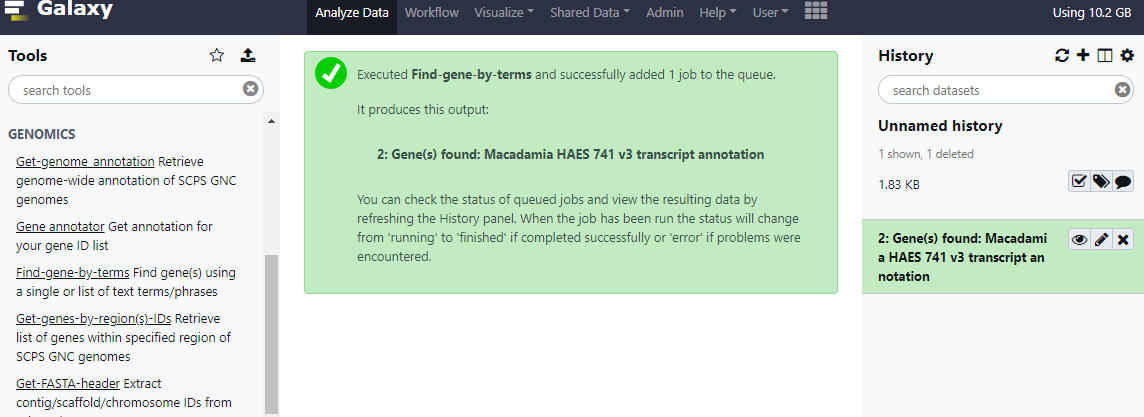 Galaxy
Analyze Data
Workflow
Visualize
Shared Data
Admin
Help
User
Using 10.2 GB
Tools
search tools
GENOMICS
Get-genome_annotation Retrieve
genome-wide annotation of SCPS GNC
genomes
Gene annotator Get annotation for
your gene ID list
Find-gene-by-terms Find gene(s) using
a single or list of text terms/phrases
Get-genes-by-region(s)-IDs Retrieve
list of genes within specified region of
SCPS GNC genomes
Get-FASTA-header Extract
contig/scaffold/chromosome IDs from
Executed Find-gene-by-terms and successfully added 1 job to the queue.
It produces this output:
2: Gene(s) found: Macadamia HAES 741 v3 transcript annotation
You can check the status of queued jobs and view the resulting data by
refreshing the History panel. When the job has been run the status will change
from 'running' to 'finished' if completed successfully or 'error' if problems were
encountered.
History
search datasets
Unnamed history
1 shown, 1 deleted
1.83 KB
2: Gene(s) found: Macadami
a HAES 741 v3 transcript an
notation